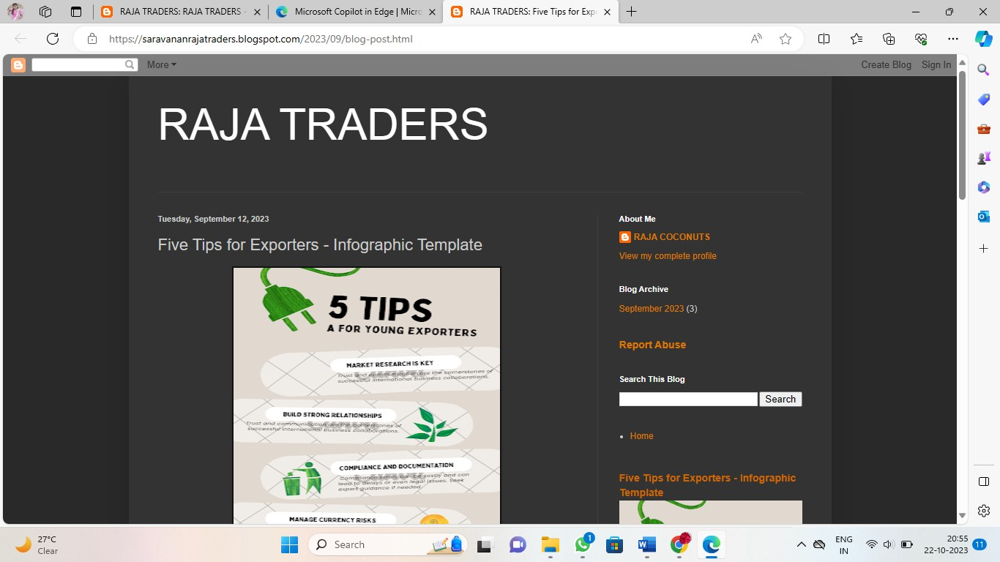 RAJA TRADERS: RAJA TRADERS -
Microsoft Copilot in Edge | Micro
RAJA TRADERS: Five Tips for Exp
https://saravananrajatraders.blogspot.com/2023/09/blog-post.html
More
Create Blog Sign In
RAJA TRADERS
Tuesday, September 12, 2023
Five Tips for Exporters - Infographic Template
5 TIPS
A FOR YOUNG EXPORTERS
MARKET RESEARCH IS KEY
Trust and communication are the cornerstones of
successful international business collaborations.
BUILD STRONG RELATIONSHIPS
Trust and communication are the cornerstones of
successful international business collaborations.
COMPLIANCE AND DOCUMENTATION
Compliance errors can be costly and can
lead to delays or even legal issues. Seek
expert guidance if needed.
MANAGE CURRENCY RISKS
About Me
RAJA COCONUTS
View my complete profile
Blog Archive
September 2023 (3)
Report Abuse
Search This Blog
Search
Home
Five Tips for Exporters - Infographic
Template
27°C
Clear
Search
1
ENG
IN
20:55
22-10-2023
11